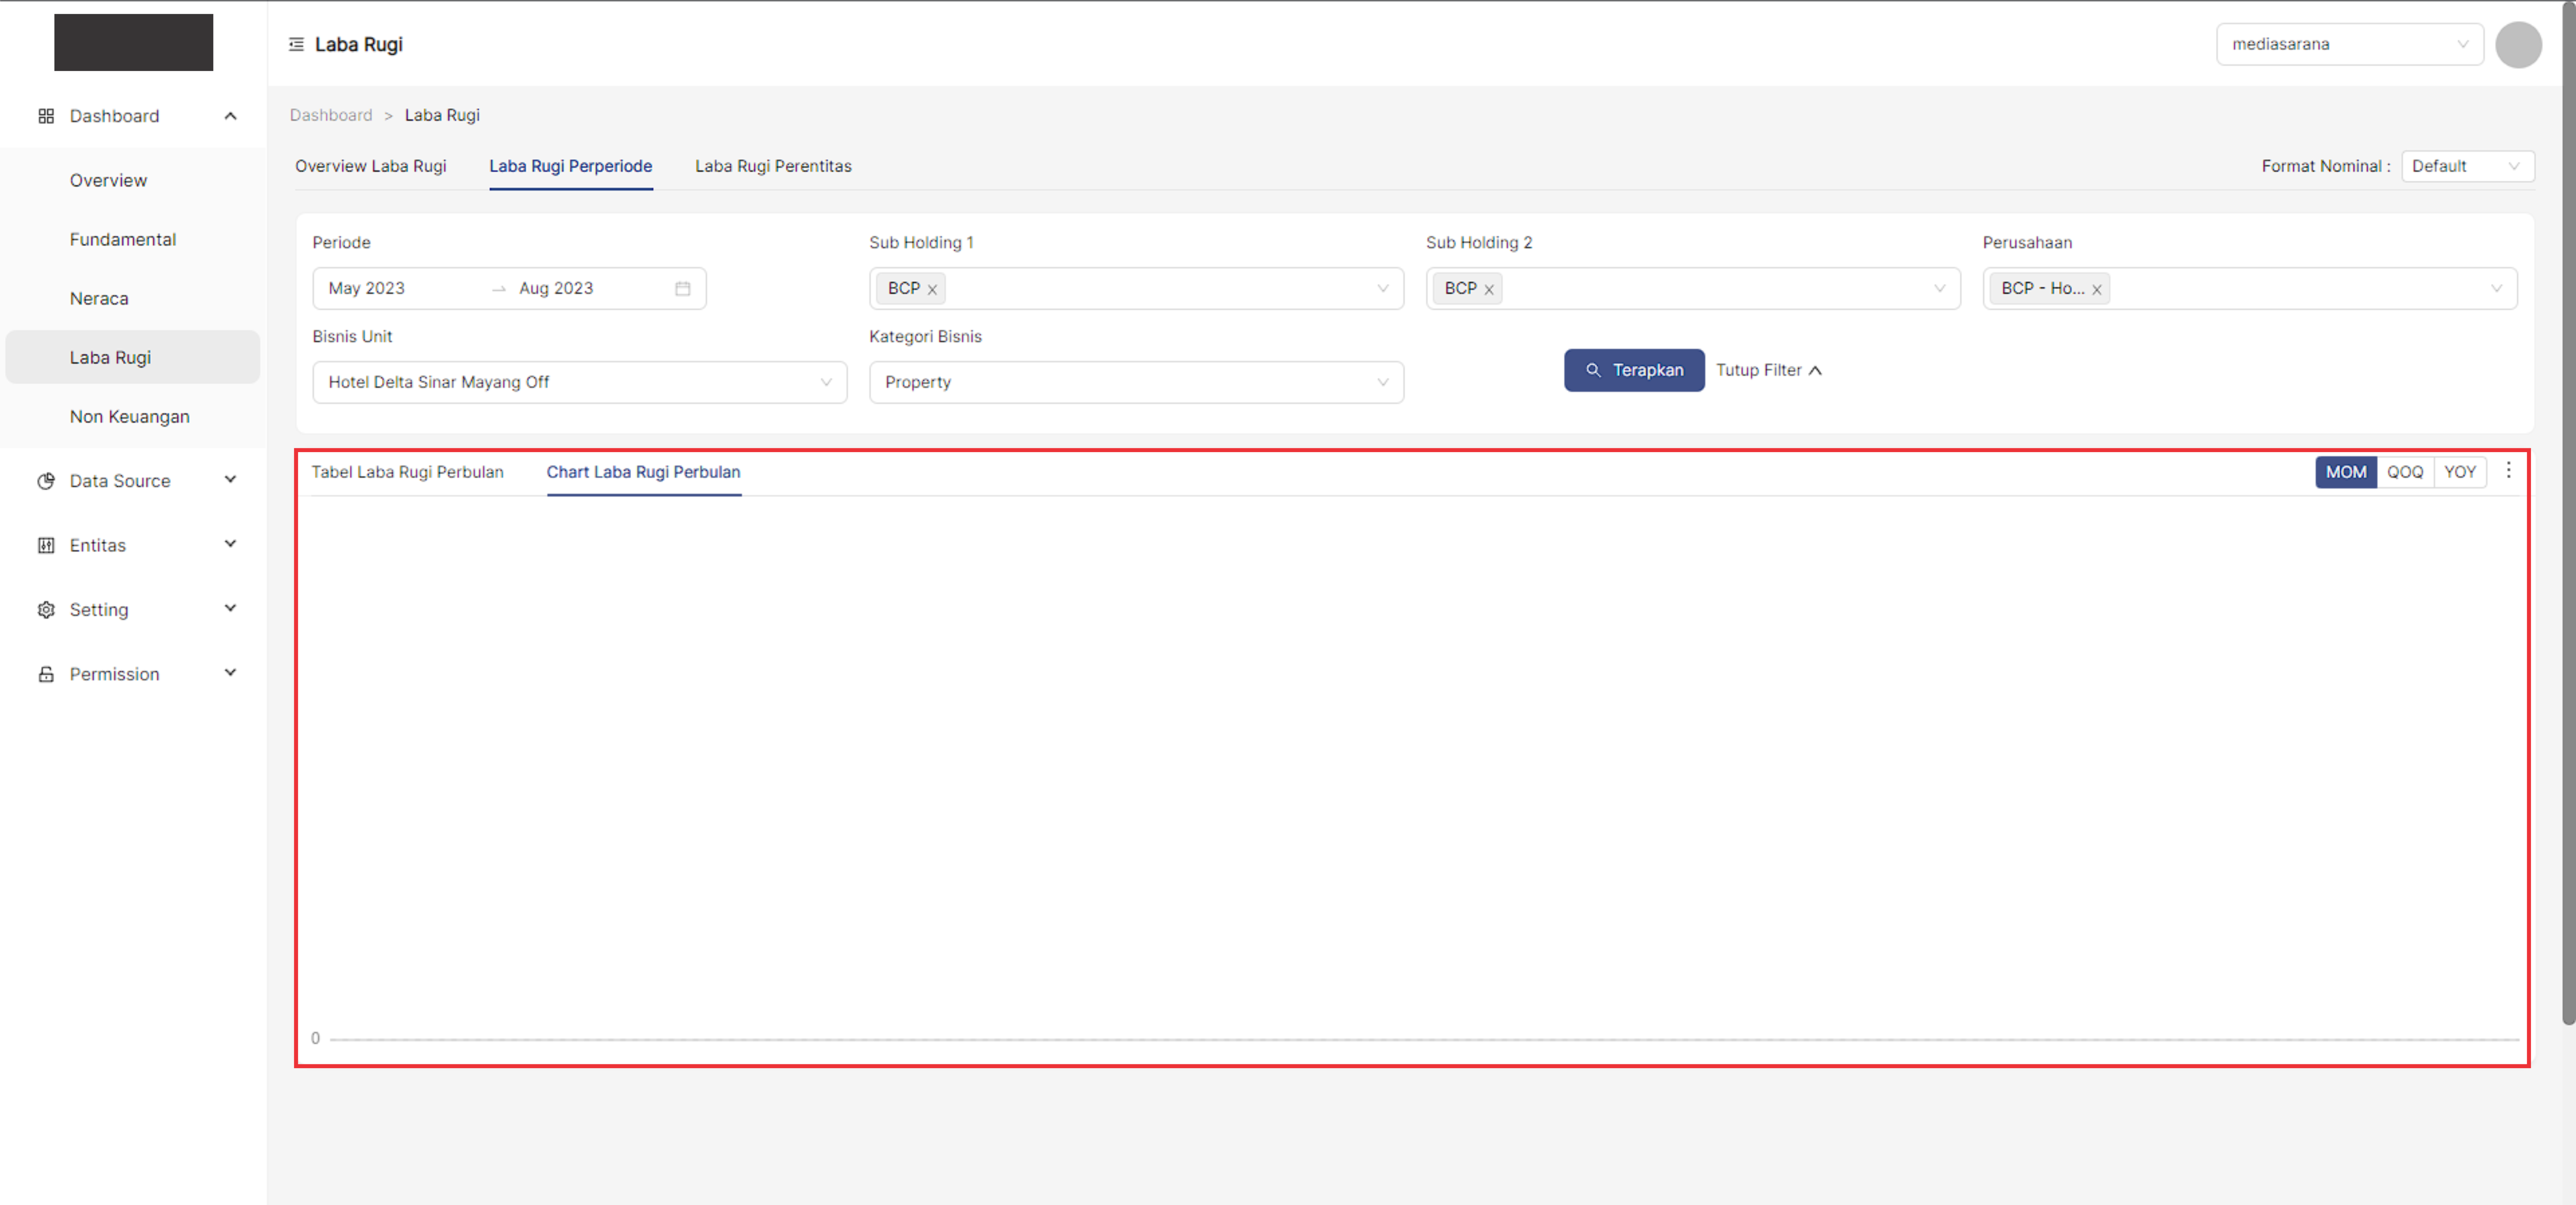 Laba Rugi
mediasarana
Dashboard
Overview
Fundamental
Neraca
Laba Rugi
Non Keuangan
Data Source
Entitas
Setting
Permission
Dashboard > Laba Rugi
Overview Laba Rugi
Laba Rugi Perperiode
Laba Rugi Perentitas
Format Nominal :
Default
Periode
Sub Holding 1
Sub Holding 2
Perusahaan
May 2023
Aug 2023
BCP
BCP
BCP - Ho...
Bisnis Unit
Kategori Bisnis
Hotel Delta Sinar Mayang Off
Property
Terapkan
Tutup Filter
Tabel Laba Rugi Perbulan
Chart Laba Rugi Perbulan
MOM
QOQ
YOY
0